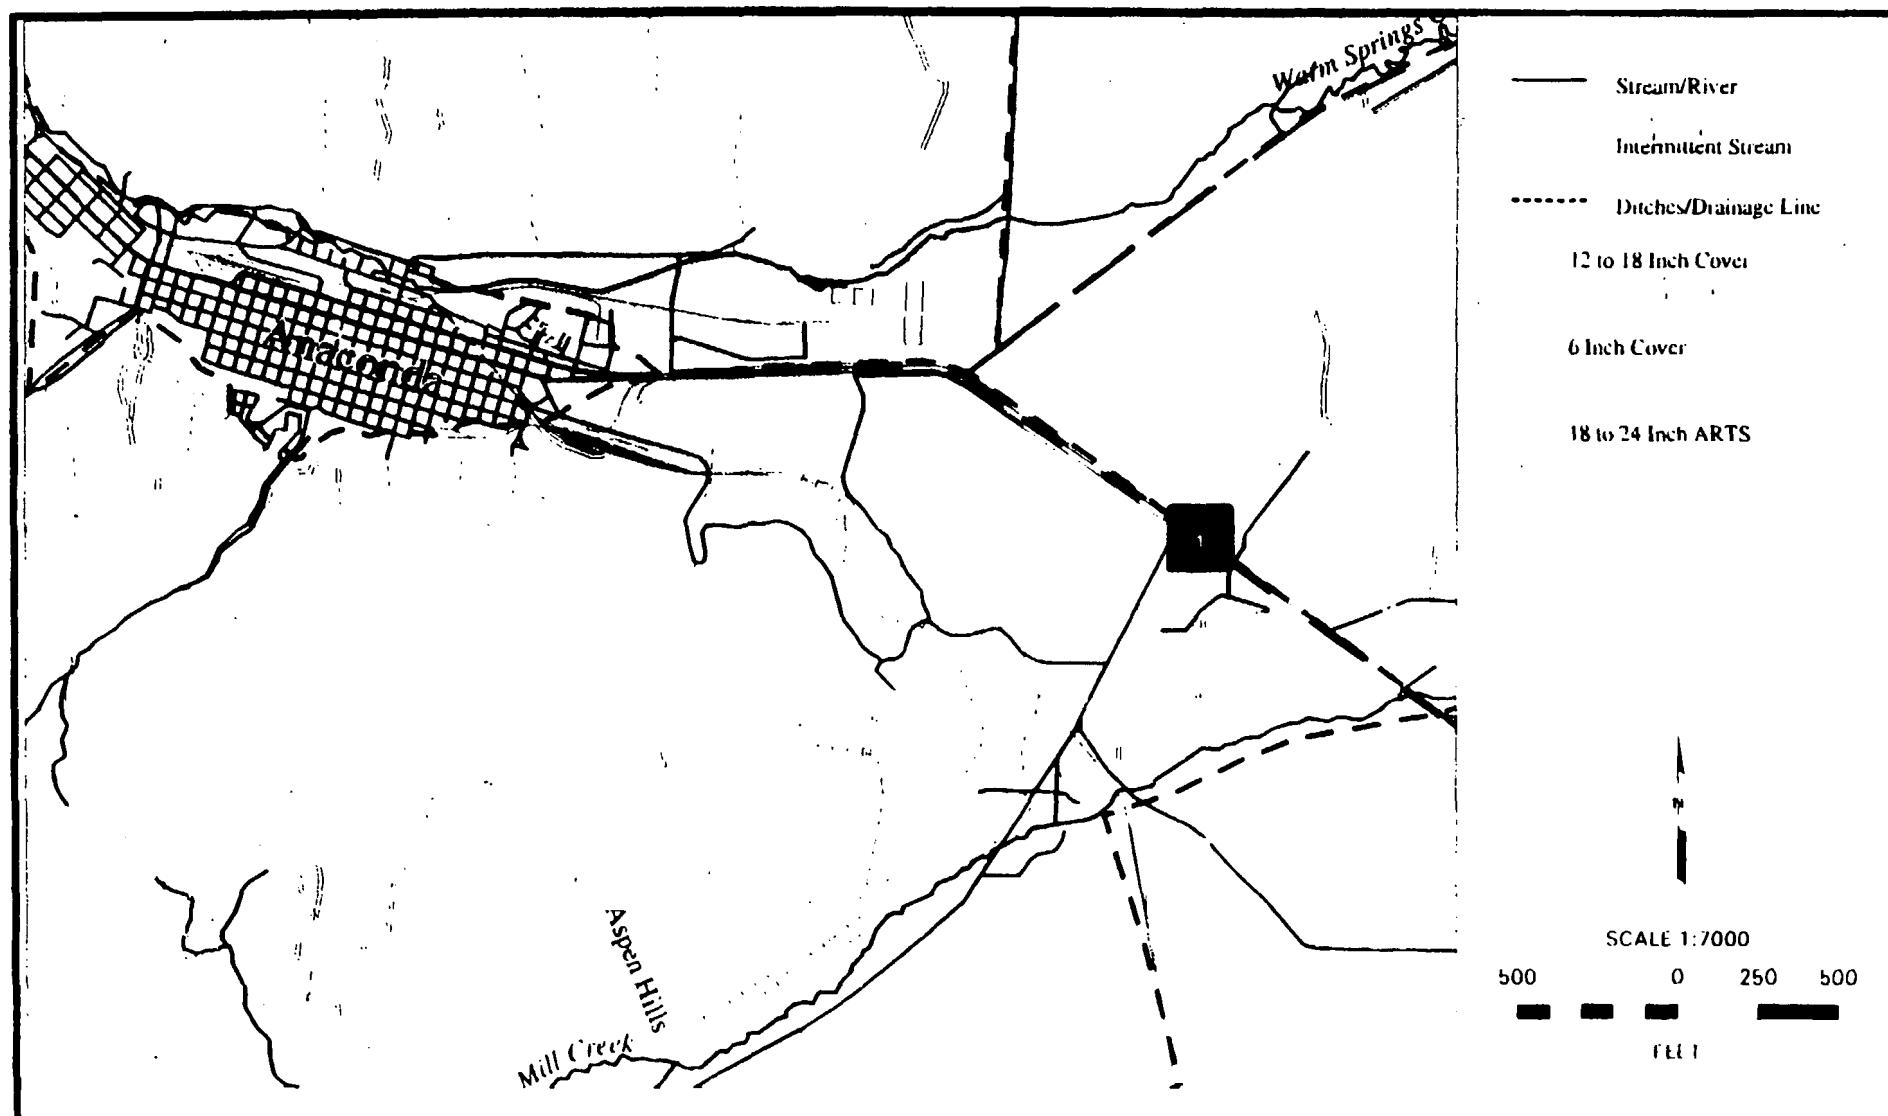 Warm Springs
Stream/River
Intermittent Stream
Ditches/Drainage Line
12 to 18 Inch Cover
6 Inch Cover
18 to 24 Inch ARTS
Anaconda
1
N
SCALE 1:7000
500 0 250 500
FEET
Aspen Hills
Mill Creek